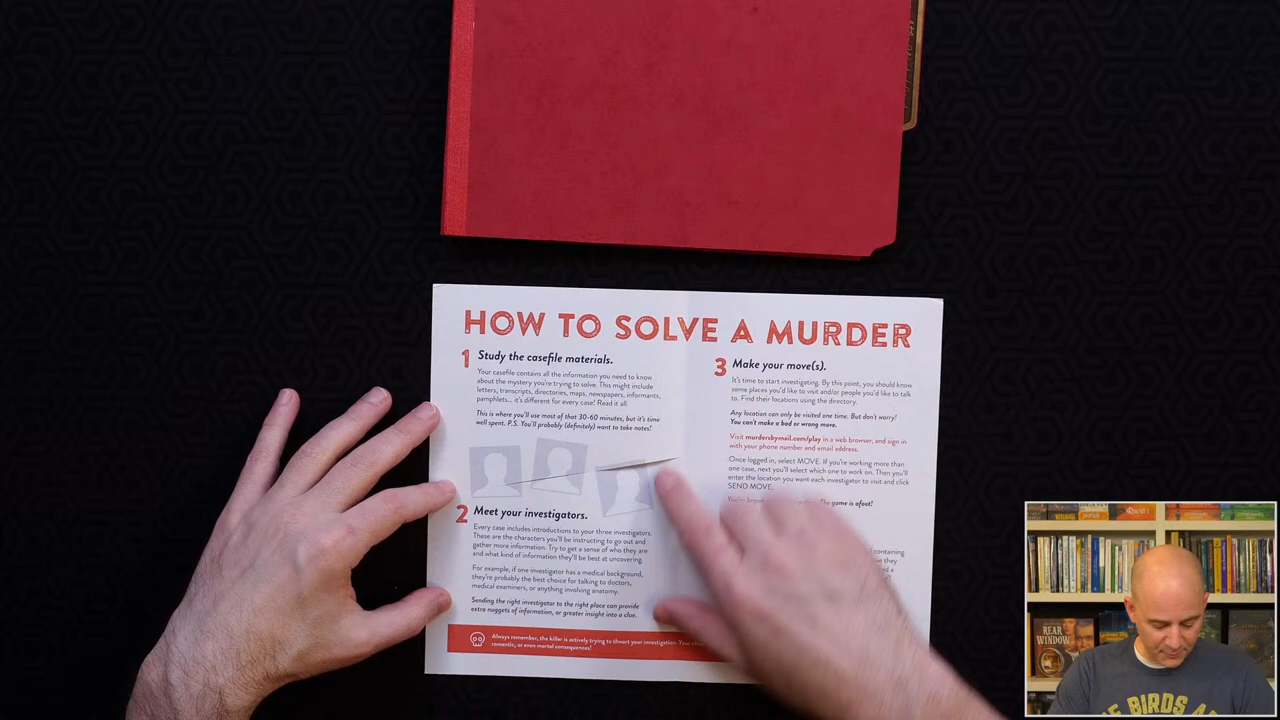 HOW TO SOLVE A MURDER
1 Study the casefile materials.
Your casefile contains all the information you need to know
about the mystery you're trying to solve. This might include
letters, transcripts, directories, maps, newspapers, informants,
pamphlets... it's different for every case! Read it all.
This is where you'll use most of that 30-60 minutes, but it's time
well spent. P.S. You'll probably (definitely) want to take notes!
2 Meet your investigators.
Every case includes introductions to your three investigators.
These are the characters you'll be instructing to go out and
gather more information. Try to get a sense of who they are
and what kind of information they'll be best at uncovering.
For example, if one investigator has a medical background,
they're probably the best choice for talking to doctors,
medical examiners, or anything involving anatomy.
Sending the right investigator to the right place can provide
extra nuggets of information, or greater insight into a clue.
3 Make your move(s).
It's time to start investigating. By this point, you should know
some places you'd like to visit and/or people you'd like to talk
to. Find their locations using the directory.
Any location can only be visited one time. But don't worry!
You can't make a bad or wrong move.
Visit murdersbymail.com/play in a web browser, and sign in
with your phone number and email address.
Once logged in, select MOVE. If you're working more than
one case, next you'll select which one to work on. Then you'll
enter the location you want each investigator to visit and click
SEND MOVE.
The game is afoot!
containing
they
Always remember, the killer is actively trying to thwart your investigation.
romantic, or even mortal consequences!
REAR
WINDOW
BIRDS